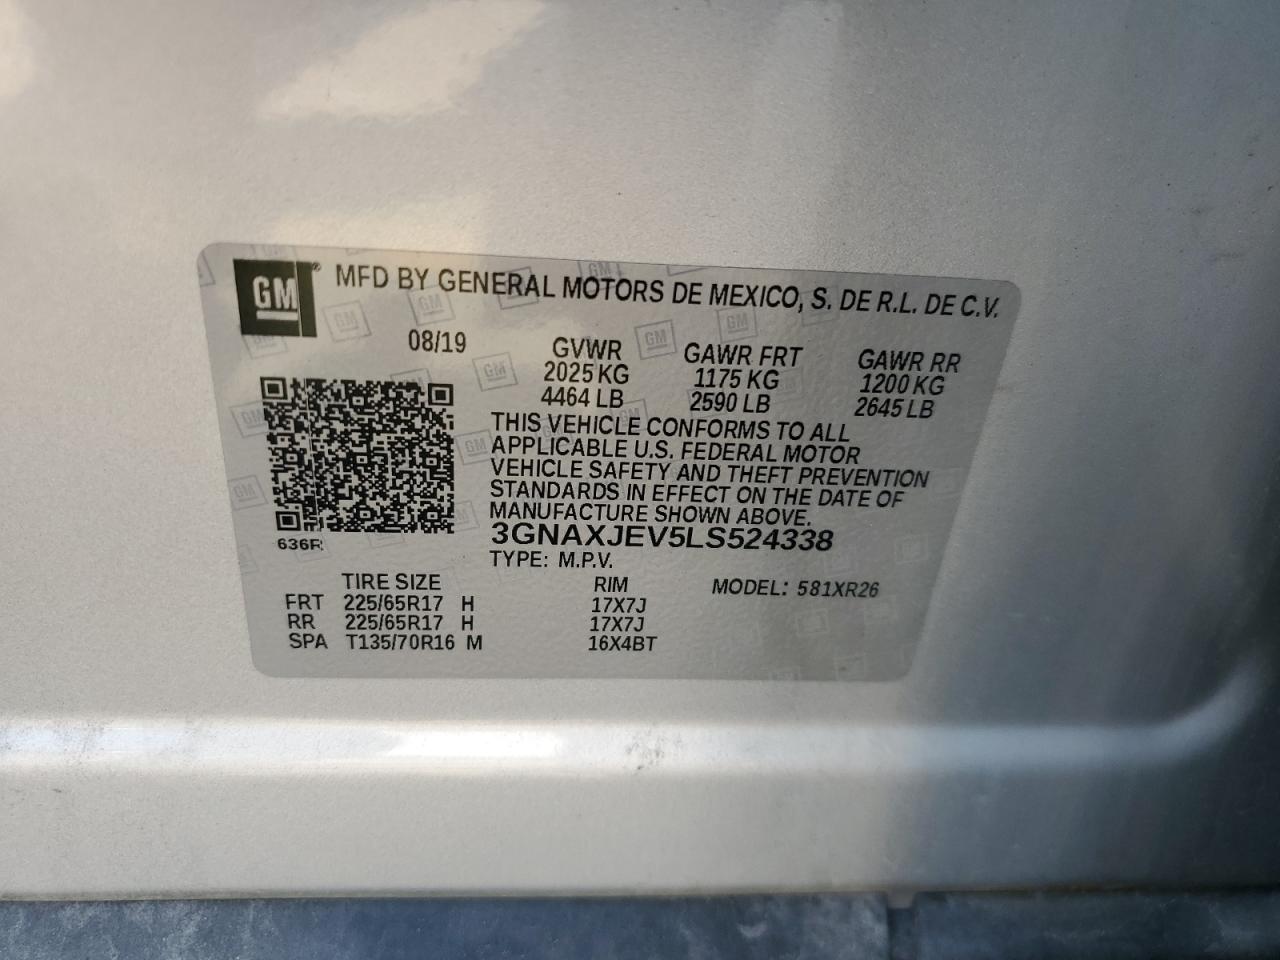 GM® MFD BY GENERAL MOTORS DE MEXICO, S. DE R.L. DE C.V.
08/19 GVWR GAWR FRT GAWR RR
2025 KG 1175 KG 1200 KG
4464 LB 2590 LB 2645 LB
THIS VEHICLE CONFORMS TO ALL
APPLICABLE U.S. FEDERAL MOTOR
VEHICLE SAFETY AND THEFT PREVENTION
STANDARDS IN EFFECT ON THE DATE OF
MANUFACTURE SHOWN ABOVE.
3GNAXJEV5LS524338
636R
TYPE: M.P.V.
TIRE SIZE RIM MODEL: 581XR26
FRT 225/65R17 H 17X7J
RR 225/65R17 H 17X7J
SPA T135/70R16 M 16X4BT